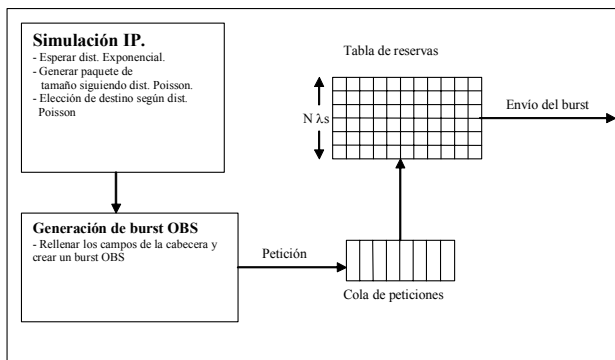 Simulación IP.
- Esperar dist. Exponencial.
- Generar paquete de
tamaño siguiendo dist. Poisson.
- Elección de destino según dist.
Poisson
Tabla de reservas
N λs
Envío del burst
Generación de burst OBS
- Rellenar los campos de la cabecera y
crear un burst OBS
Petición
Cola de peticiones